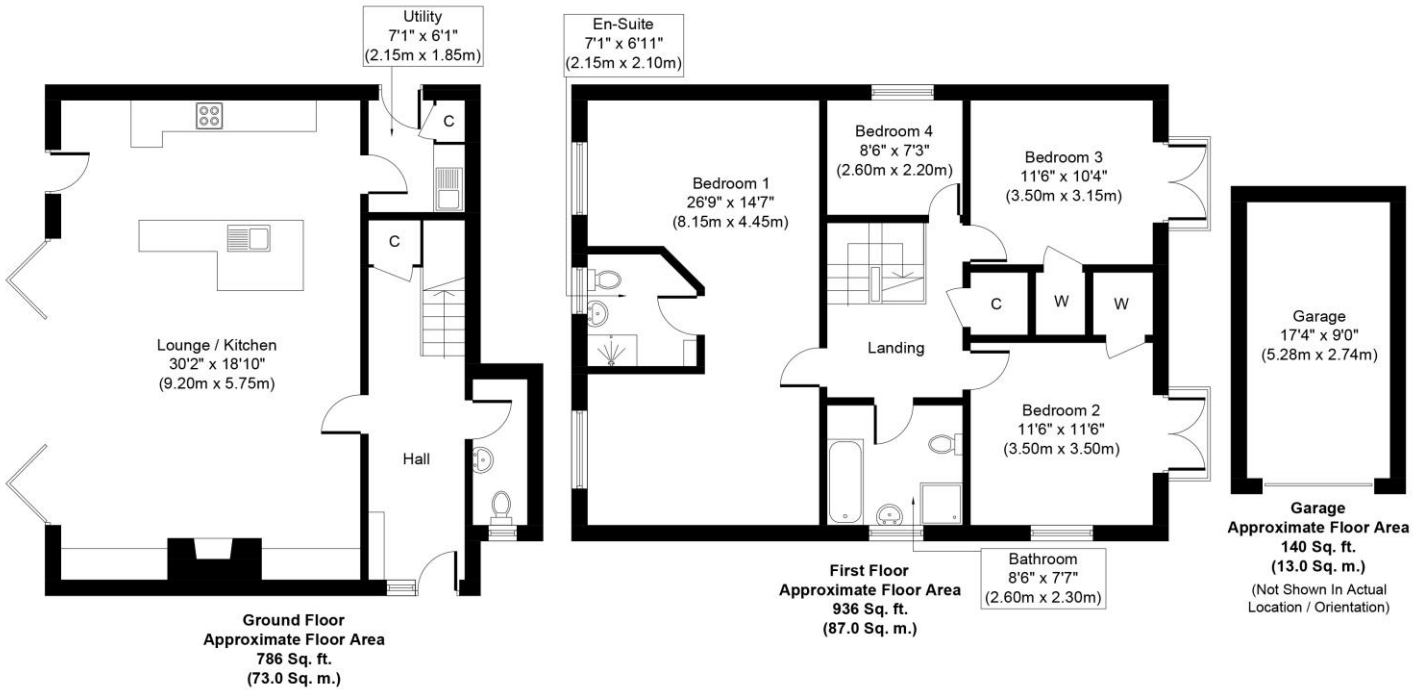 Utility
7'1" x 6'1"
(2.15m x 1.85m)
C
C
Lounge / Kitchen
30'2" x 18'10"
(9.20m x 5.75m)
Hall
Ground Floor
Approximate Floor Area
786 Sq. ft.
(73.0 Sq. m.)
En-Suite
7'1" x 6'11"
(2.15m x 2.10m)
Bedroom 1
26'9" x 14'7"
(8.15m x 4.45m)
Bedroom 4
8'6" x 7'3"
(2.60m x 2.20m)
Bedroom 3
11'6" x 10'4"
(3.50m x 3.15m)
C
W
W
Landing
Bedroom 2
11'6" x 11'6"
(3.50m x 3.50m)
Bathroom
8'6" x 7'7"
(2.60m x 2.30m)
First Floor
Approximate Floor Area
936 Sq. ft.
(87.0 Sq. m.)
Garage
17'4" x 9'0"
(5.28m x 2.74m)
Garage
Approximate Floor Area
140 Sq. ft.
(13.0 Sq. m.)
(Not Shown In Actual
Location / Orientation)